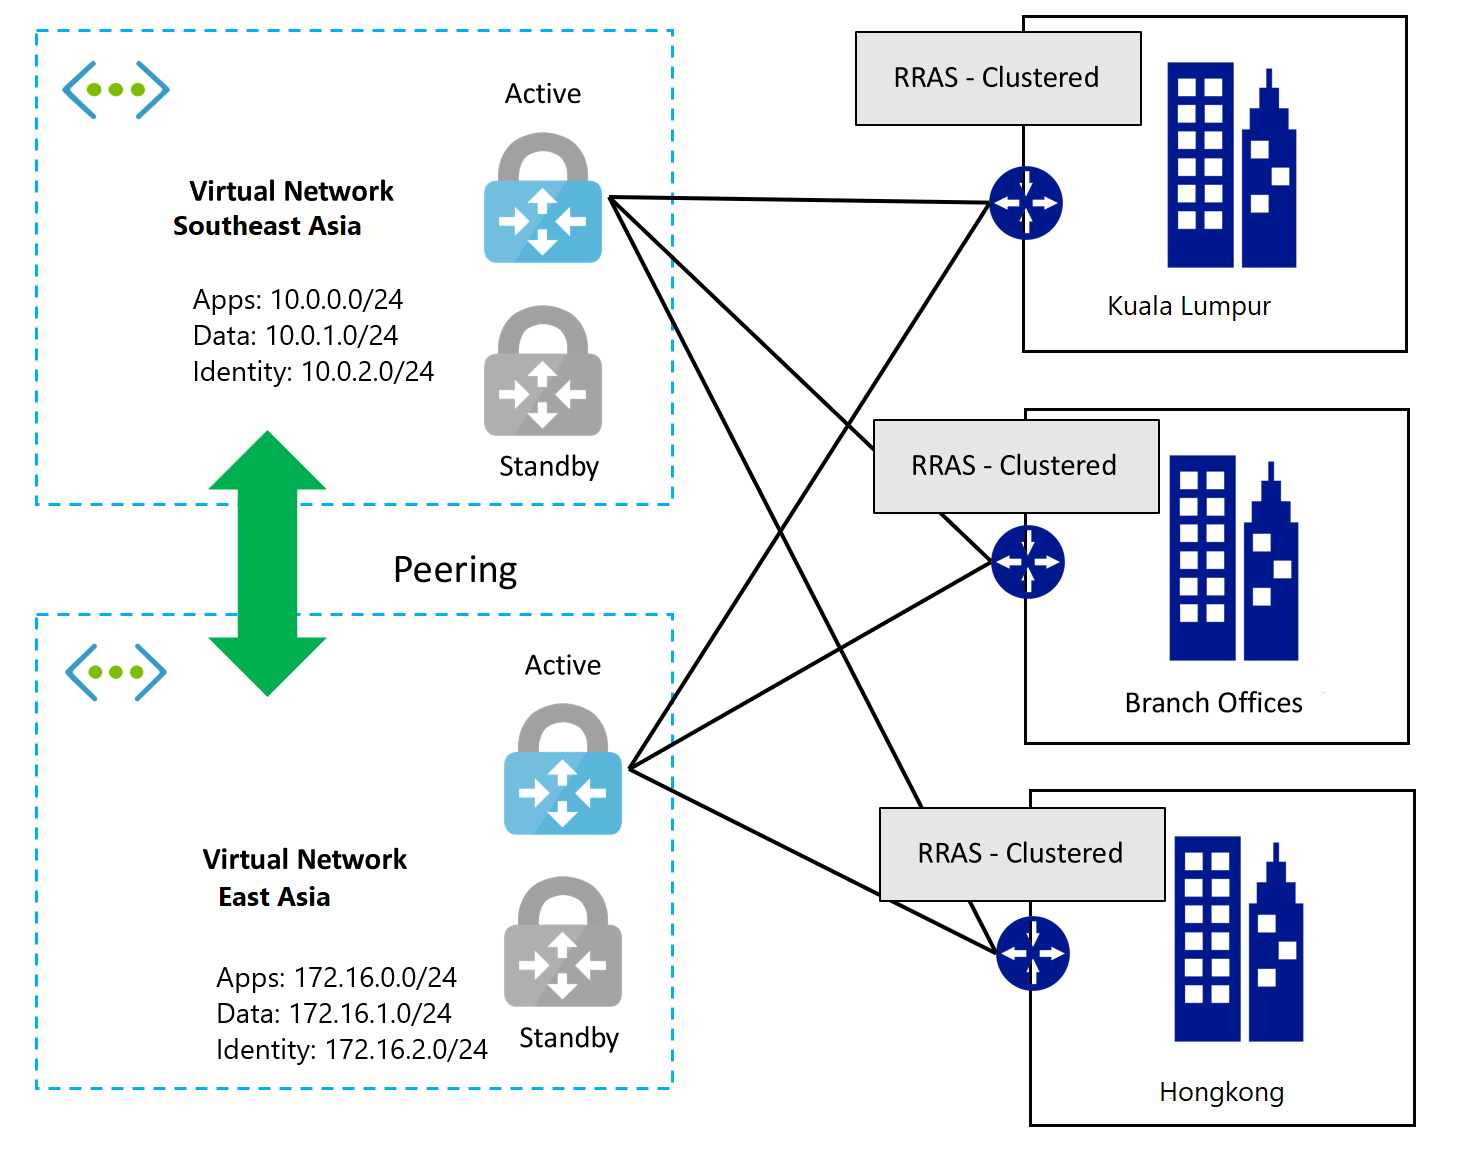 Active
Virtual Network
Southeast Asia
Apps: 10.0.0.0/24
Data: 10.0.1.0/24
Identity: 10.0.2.0/24
Standby
Peering
Active
Virtual Network
East Asia
Apps: 172.16.0.0/24
Data: 172.16.1.0/24
Identity: 172.16.2.0/24
Standby
RRAS - Clustered
Kuala Lumpur
RRAS - Clustered
Branch Offices
RRAS - Clustered
Hongkong